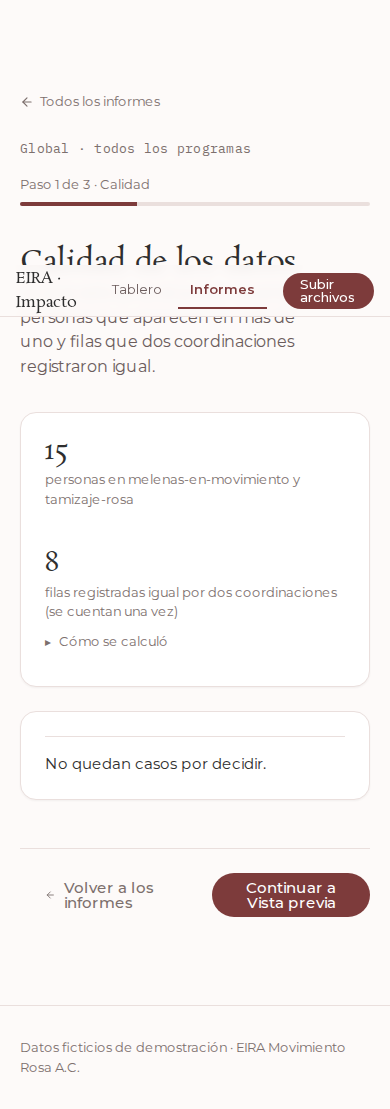 ← Todos los informes
Global · todos los programas
Paso 1 de 3 · Calidad
Calidad de los datos
EIRA ·
Impacto
Tablero
Informes
Subir
archivos
personas que aparecen en más de
uno y filas que dos coordinaciones
registraron igual.
15
personas en melenas-en-movimiento y
tamizaje-rosa
8
filas registradas igual por dos coordinaciones
(se cuentan una vez)
▸ Cómo se calculó
No quedan casos por decidir.
← Volver a los
informes
Continuar a
Vista previa
Datos ficticios de demostración · EIRA Movimiento
Rosa A.C.